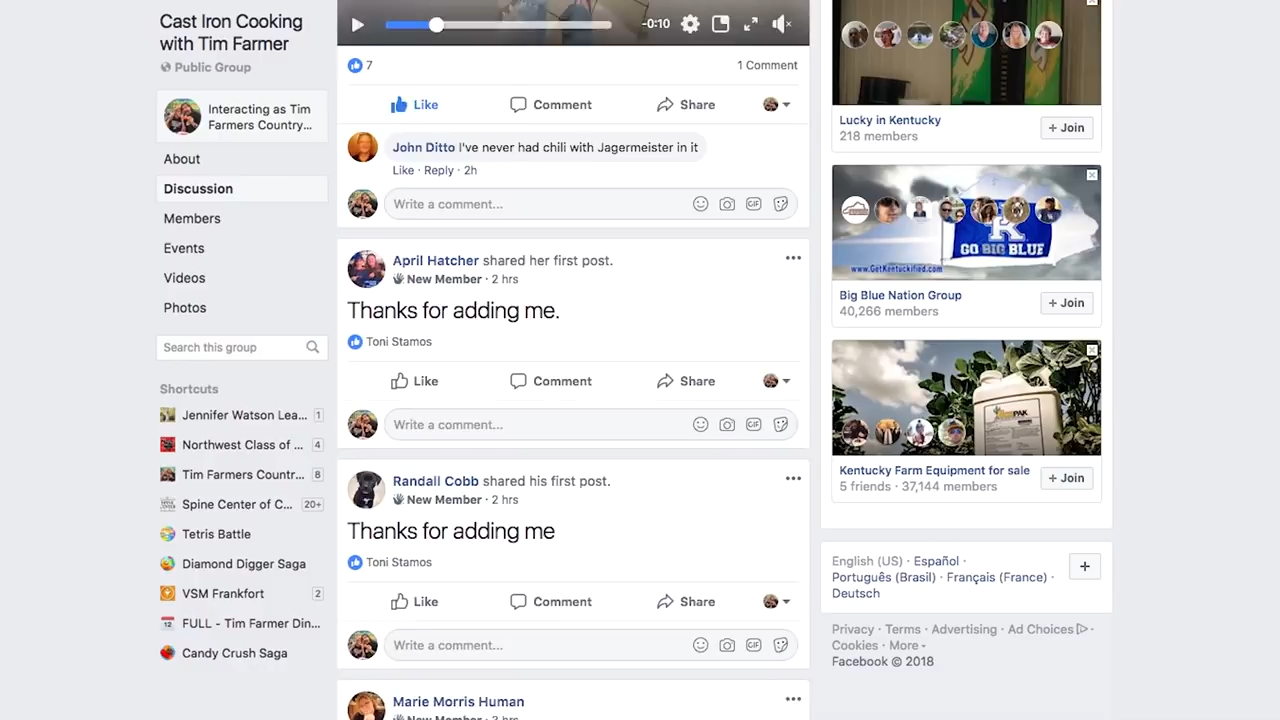 Cast Iron Cooking
with Tim Farmer
Public Group
Interacting as Tim
Farmers Country...
About
Discussion
Members
Events
Videos
Photos
Search this group
Shortcuts
Jennifer Watson Lea... 1
Northwest Class of ... 4
Tim Farmers Countr... 8
Spine Center of C... 20+
Tetris Battle
Diamond Digger Saga
VSM Frankfort 2
FULL - Tim Farmer Din...
Candy Crush Saga
-0:10
7 1 Comment
Like Comment Share
John Ditto I've never had chili with Jagermeister in it
Like · Reply · 2h
Write a comment... GIF
April Hatcher shared her first post.
New Member · 2 hrs
Thanks for adding me.
Toni Stamos
Like Comment Share
Write a comment... GIF
Randall Cobb shared his first post.
New Member · 2 hrs
Thanks for adding me
Toni Stamos
Like Comment Share
Write a comment... GIF
Marie Morris Human
New Member · 2 hrs
Lucky in Kentucky
218 members
+ Join
K
GO BIG BLUE
www.GetKentuckified.com
Big Blue Nation Group
40,266 members
+ Join
PAK
Kentucky Farm Equipment for sale
5 friends · 37,144 members
+ Join
English (US) · Español ·
Português (Brasil) · Français (France) ·
Deutsch
+
Privacy · Terms · Advertising · Ad Choices ·
Cookies · More
Facebook © 2018